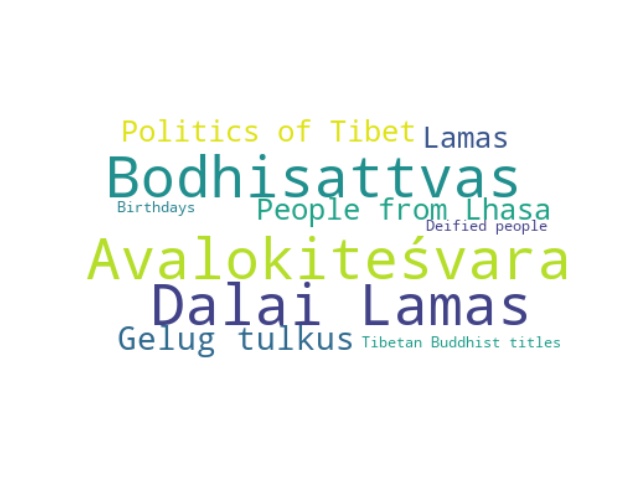 Politics of Tibet
Lamas
Bodhisattvas
Birthdays
People from Lhasa
Deified people
Avalokiteśvara
Dalai Lamas
Gelug tulkus
Tibetan Buddhist titles